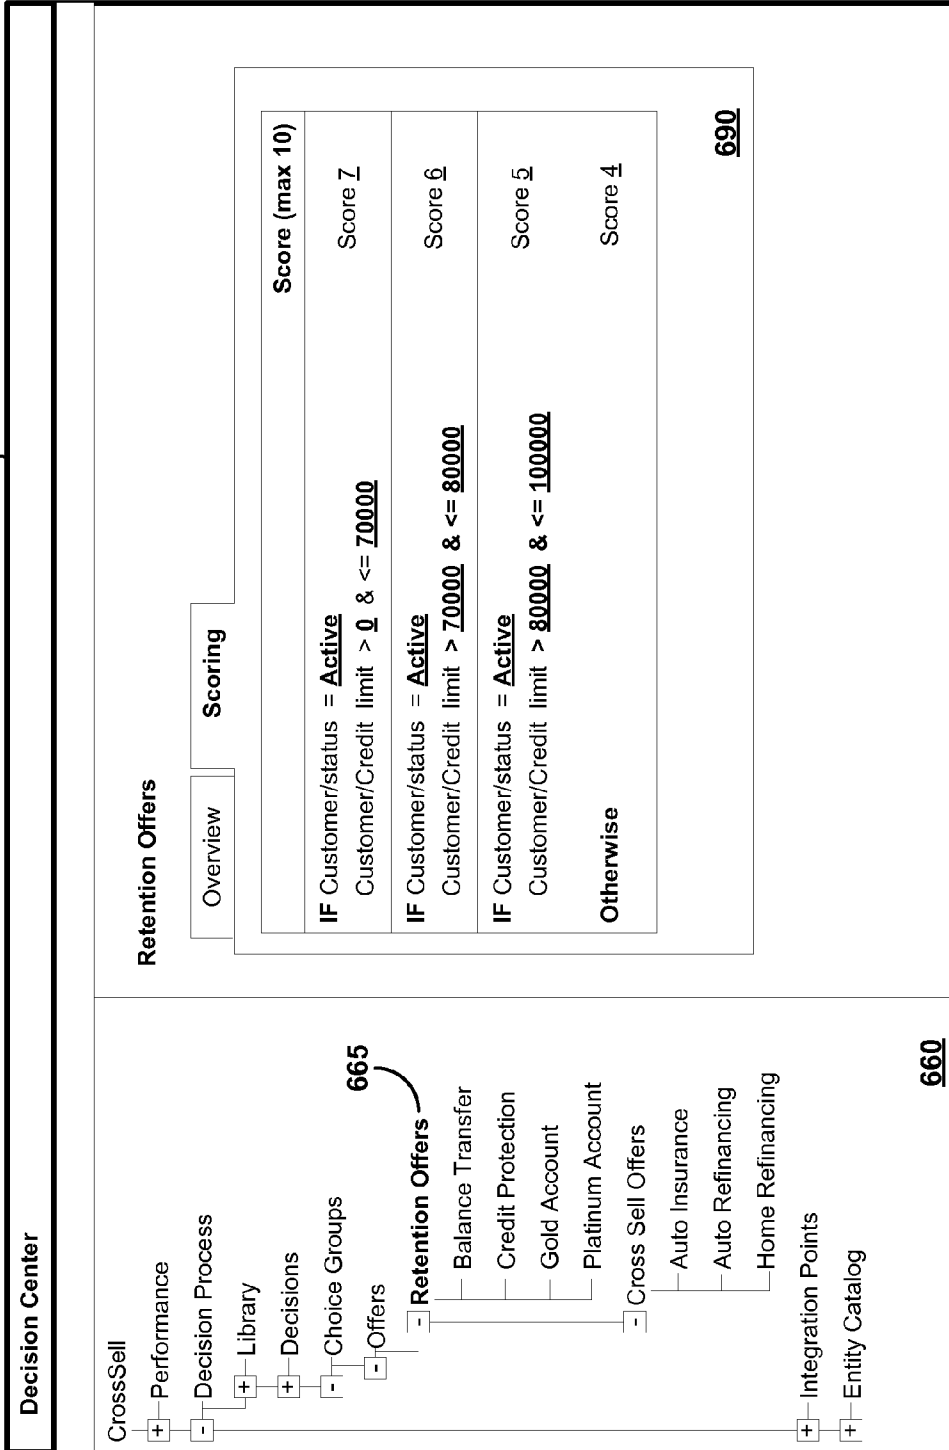 Decision Center
CrossSell
+ Performance
- Decision Process
+ Library
+ Decisions
- Choice Groups
- Offers
665
- Retention Offers
Balance Transfer
Credit Protection
Gold Account
Platinum Account
- Cross Sell Offers
Auto Insurance
Auto Refinancing
Home Refinancing
+ Integration Points
+ Entity Catalog
660
Retention Offers
Overview Scoring
Score (max 10)
IF Customer/status = Active Score 7
Customer/Credit limit > 0 & <= 70000
IF Customer/status = Active Score 6
Customer/Credit limit > 70000 & <= 80000
IF Customer/status = Active Score 5
Customer/Credit limit > 80000 & <= 100000
Otherwise Score 4
690